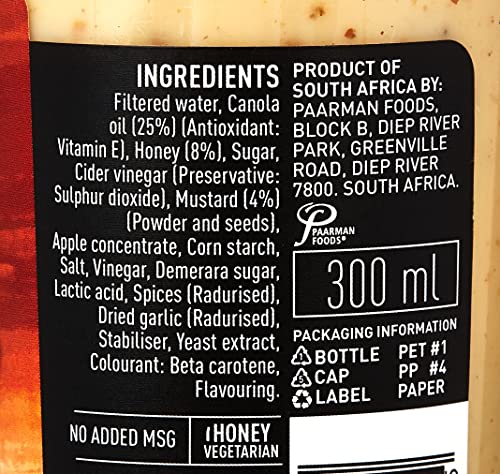 INGREDIENTS
Filtered water, Canola
oil (25%) (Antioxidant:
Vitamin E), Honey (8%), Sugar,
Cider vinegar (Preservative:
Sulphur dioxide), Mustard (4%)
(Powder and seeds),
Apple concentrate, Corn starch,
Salt, Vinegar, Demerara sugar,
Lactic acid, Spices (Radurised),
Dried garlic (Radurised),
Stabiliser, Yeast extract,
Colourant: Beta carotene,
Flavouring.
NO ADDED MSG
HONEY
VEGETARIAN
PRODUCT OF
SOUTH AFRICA BY:
PAARMAN FOODS,
BLOCK B, DIEP RIVER
PARK, GREENVILLE
ROAD, DIEP RIVER
7800. SOUTH AFRICA.
PAARMAN
FOODS®
300 ml
PACKAGING INFORMATION
1 BOTTLE PET #1
5 CAP PP #4
LABEL PAPER